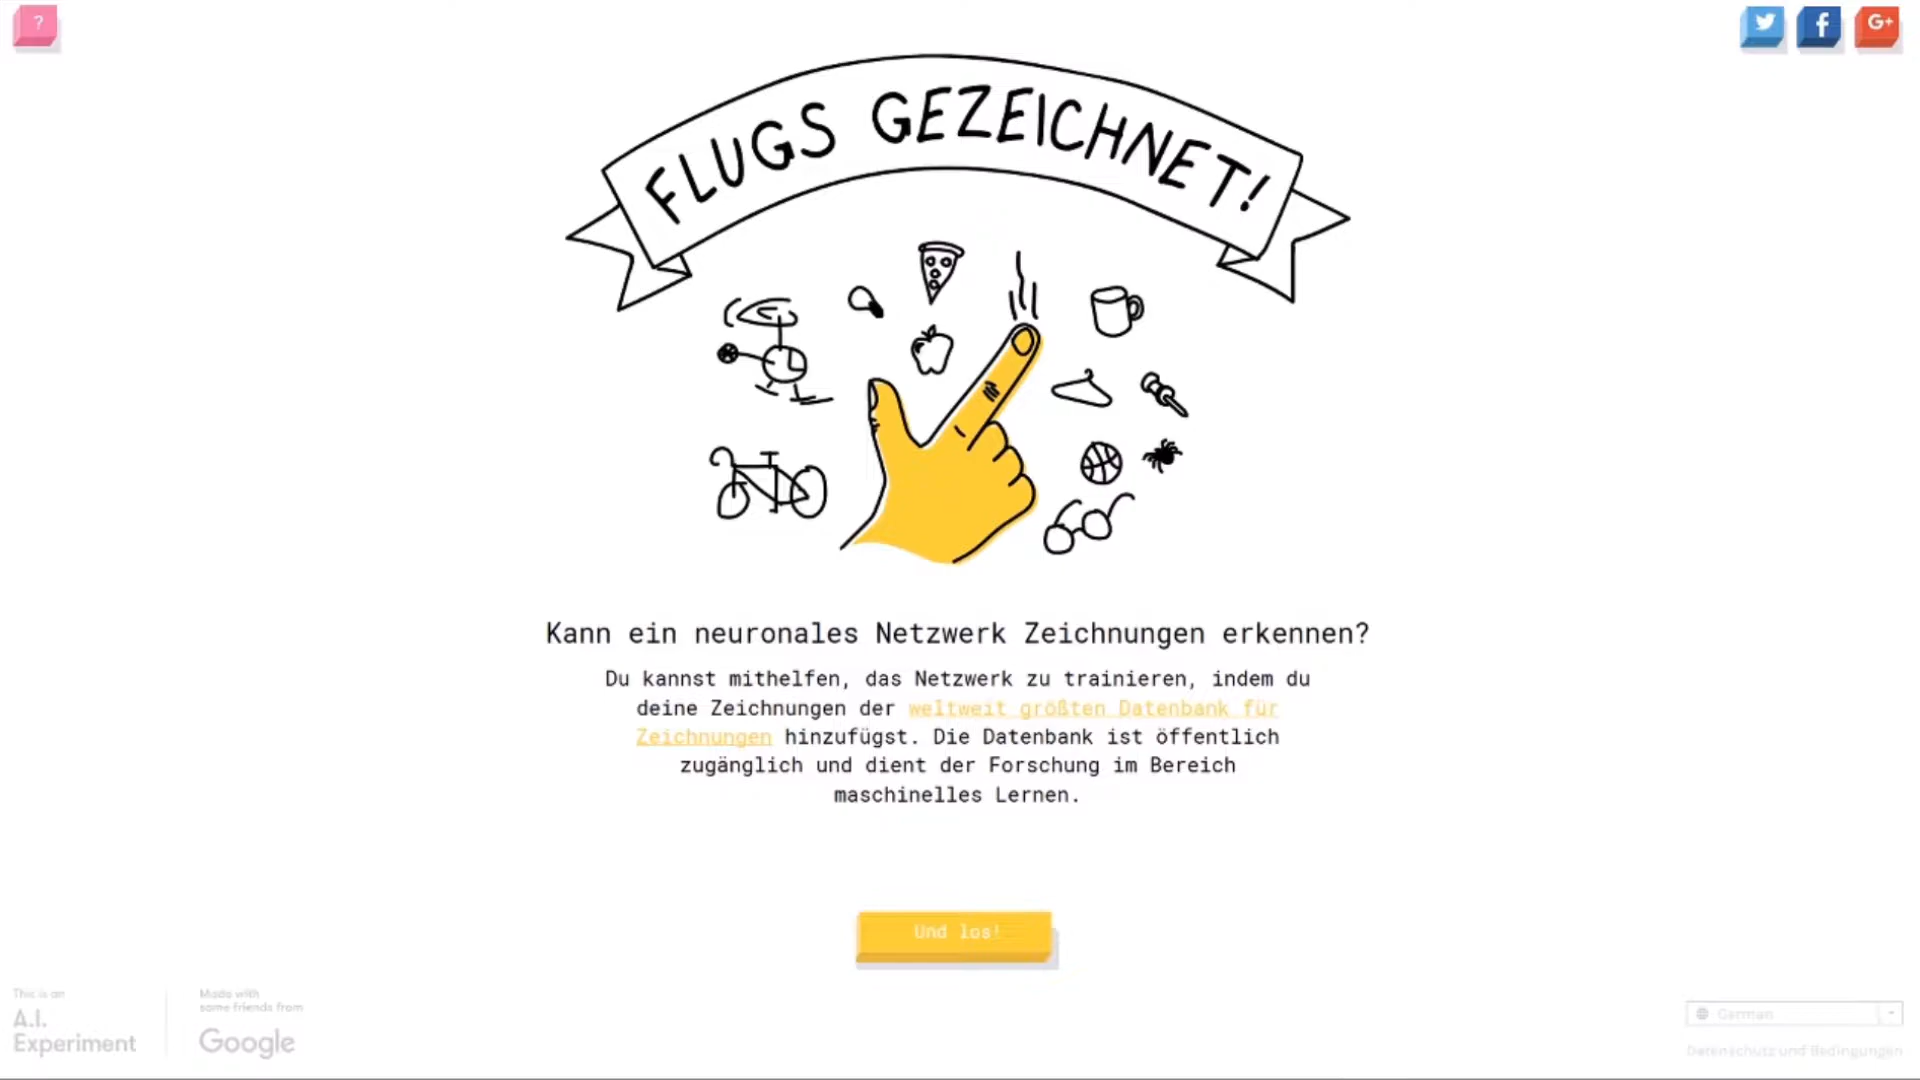 ?
G+
FLUGS GEZEICHNET!
Kann ein neuronales Netzwerk Zeichnungen erkennen?
Du kannst mithelfen, das Netzwerk zu trainieren, indem du
deine Zeichnungen der weltweit größten Datenbank für
Zeichnungen hinzufügst. Die Datenbank ist öffentlich
zugänglich und dient der Forschung im Bereich
maschinelles Lernen.
Und los!
This is an
A.I.
Experiment
Made with
some friends from
Google
German
Datenschutz und Bedingungen